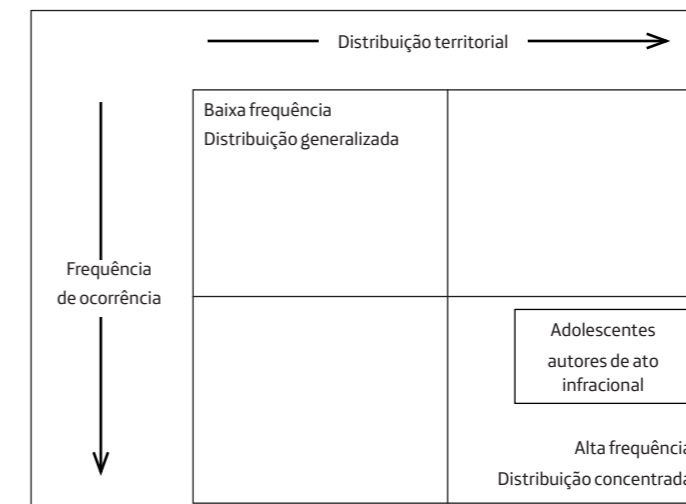 Distribuição territorial
Baixa frequência
Distribuição generalizada
Frequência
de ocorrência
Adolescentes
autores de ato
infracional
Alta frequência
Distribuição concentrada